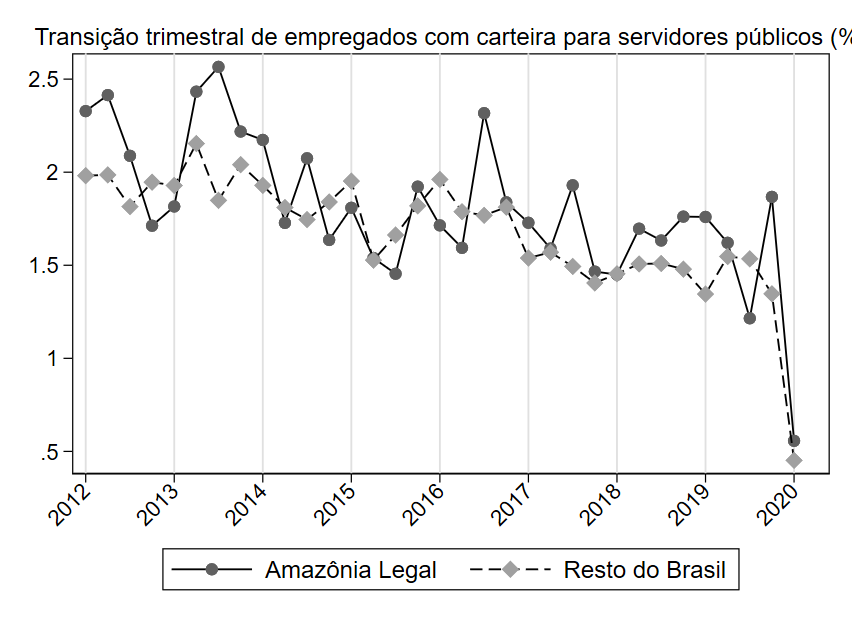 Transição trimestral de empregados com carteira para servidores públicos (%
2.5
2
1.5
1
.5
2012 2013 2014 2015 2016 2017 2018 2019 2020
Amazônia Legal Resto do Brasil